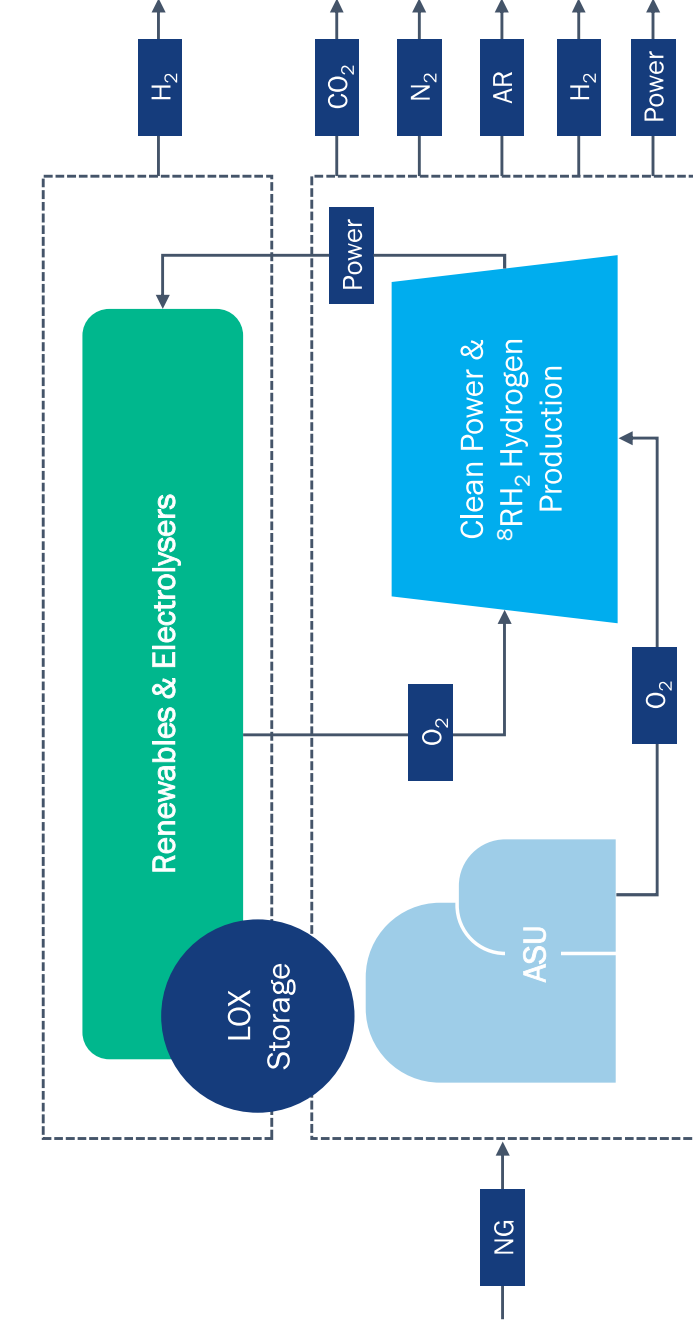 H₂
CO₂
N₂
AR
H₂
Power
Power
Renewables & Electrolysers
Clean Power &
⁸RH₂ Hydrogen
Production
O₂
O₂
LOX
Storage
ASU
NG